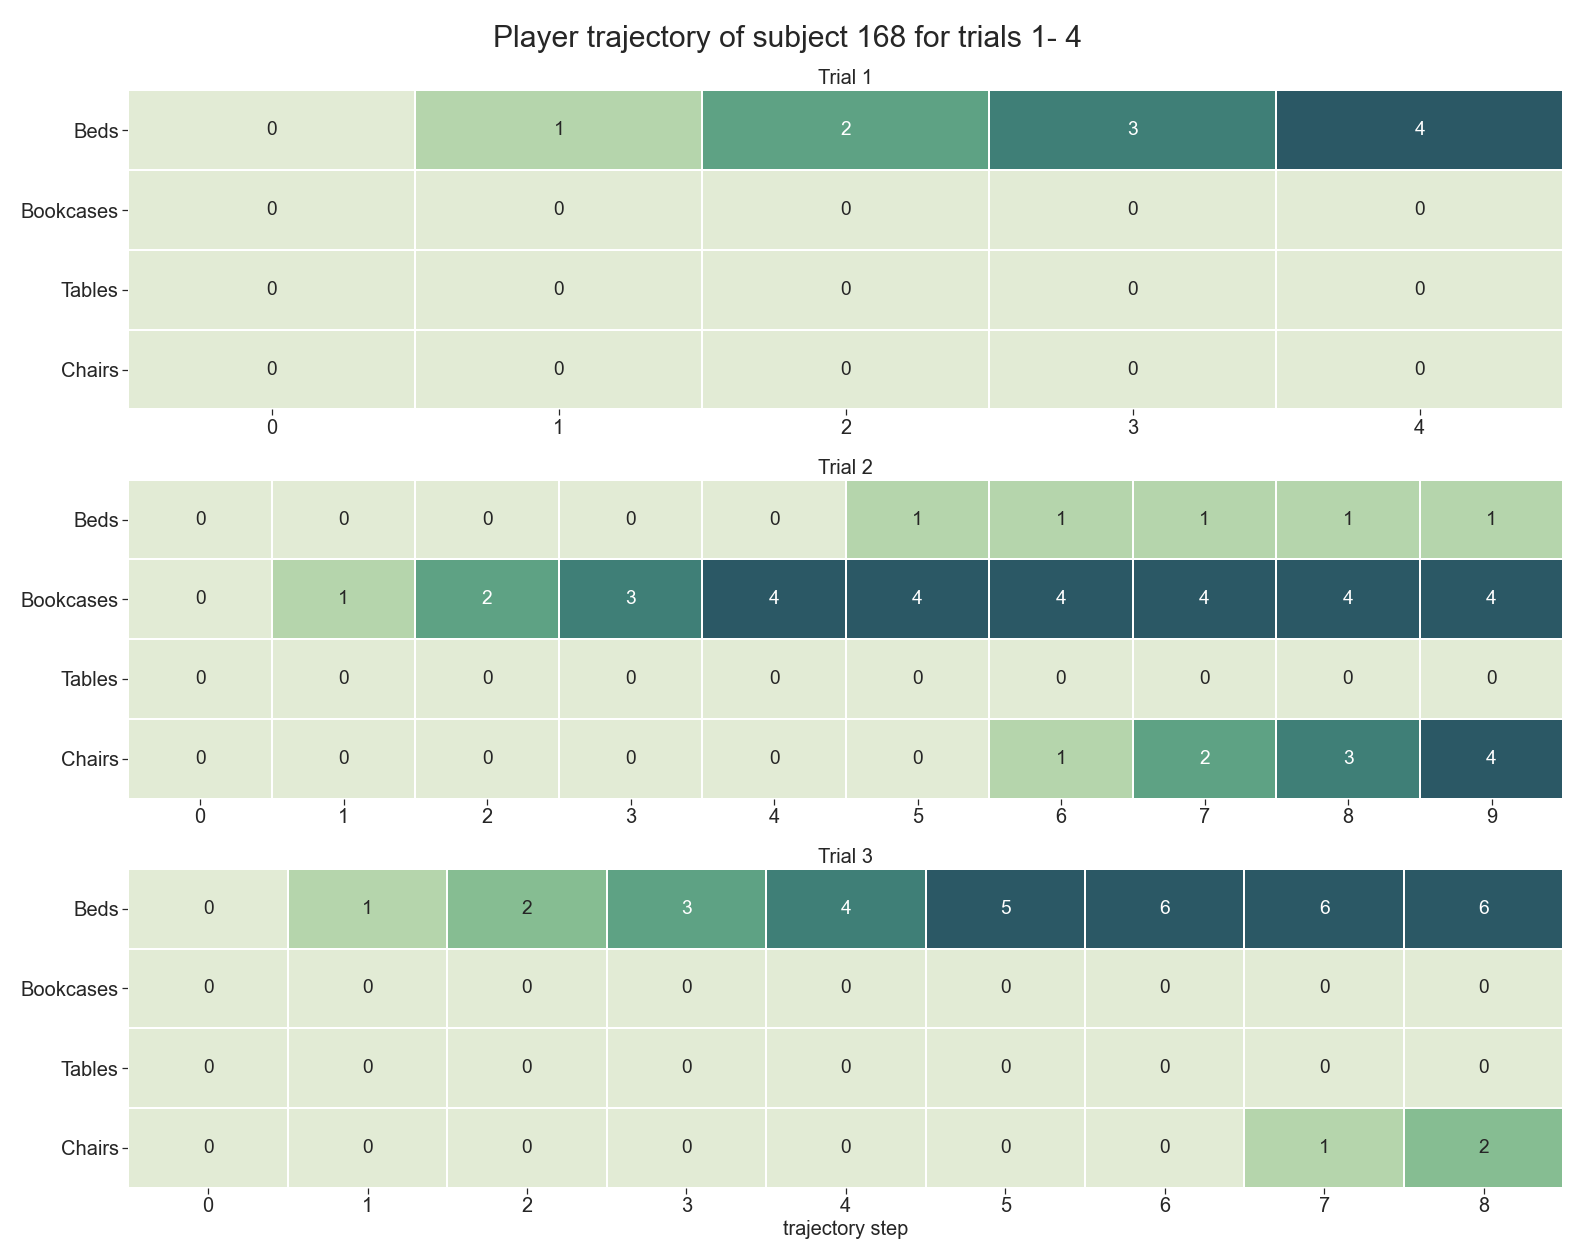 Player trajectory of subject 168 for trials 1- 4
Trial 1
Beds 0 1 2 3 4
Bookcases 0 0 0 0 0
Tables 0 0 0 0 0
Chairs 0 0 0 0 0
0 1 2 3 4
Trial 2
Beds 0 0 0 0 0 1 1 1 1 1
Bookcases 0 1 2 3 4 4 4 4 4 4
Tables 0 0 0 0 0 0 0 0 0 0
Chairs 0 0 0 0 0 0 1 2 3 4
0 1 2 3 4 5 6 7 8 9
Trial 3
Beds 0 1 2 3 4 5 6 6 6
Bookcases 0 0 0 0 0 0 0 0 0
Tables 0 0 0 0 0 0 0 0 0
Chairs 0 0 0 0 0 0 0 1 2
0 1 2 3 4 5 6 7 8
trajectory step